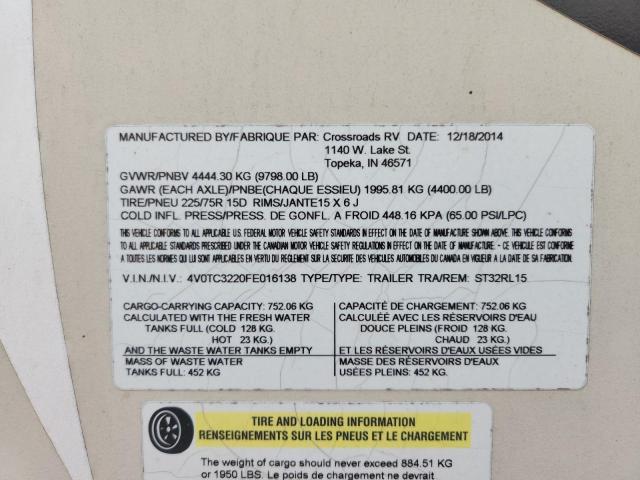 MANUFACTURED BY/FABRIQUE PAR: Crossroads RV DATE: 12/18/2014
1140 W. Lake St.
Topeka, IN 46571
GVWR/PNBV 4444.30 KG (9798.00 LB)
GAWR (EACH AXLE)/PNBE(CHAQUE ESSIEU) 1995.81 KG (4400.00 LB)
TIRE/PNEU 225/75R 15D RIMS/JANTE15 X 6 J
COLD INFL. PRESS/PRESS. DE GONFL. A FROID 448.16 KPA (65.00 PSI/LPC)
THIS VEHICLE CONFORMS TO ALL APPLICABLE U.S. FEDERAL MOTOR VEHICLE SAFETY STANDARDS IN EFFECT ON THE DATE OF MANUFACTURE SHOWN ABOVE. THIS VEHICLE CONFORMS
TO ALL APPLICABLE STANDARDS PRESCRIBED UNDER THE CANADIAN MOTOR VEHICLE SAFETY REGULATIONS IN EFFECT ON THE DATE OF MANUFACTURE - CE VEHICULE EST CONFORME
A TOUTES LES NORMES QUI LUI SONT APPLICABLES EN VERTU DU REGLEMENT SUR LA SECURITE DES VEHICULES AUTOMOBILES DU CANADA EN VIGUEUR A LA DATE DE SA FABRICATION.
V.I.N./N.I.V.: 4V0TC3220FE016138 TYPE/TYPE: TRAILER TRA/REM: ST32RL15
CARGO-CARRYING CAPACITY: 752.06 KG
CALCULATED WITH THE FRESH WATER
TANKS FULL (COLD 128 KG.
HOT 23 KG.)
AND THE WASTE WATER TANKS EMPTY
MASS OF WASTE WATER
TANKS FULL: 452 KG
CAPACITÉ DE CHARGEMENT: 752.06 KG
CALCULÉE AVEC LES RÉSERVOIRS D'EAU
DOUCE PLEINS (FROID 128 KG
CHAUD 23 KG.)
ET LES RÉSERVOIRS D'EAUX USÉES VIDES
MASS DES RÉSERVOIRS D'EAUX
USÉES PLEINS: 452 KG.
TIRE AND LOADING INFORMATION
RENSEIGNEMENTS SUR LES PNEUS ET LE CHARGEMENT
The weight of cargo should never exceed 884.51 KG
or 1950 LBS. Le poids de chargement ne devrait